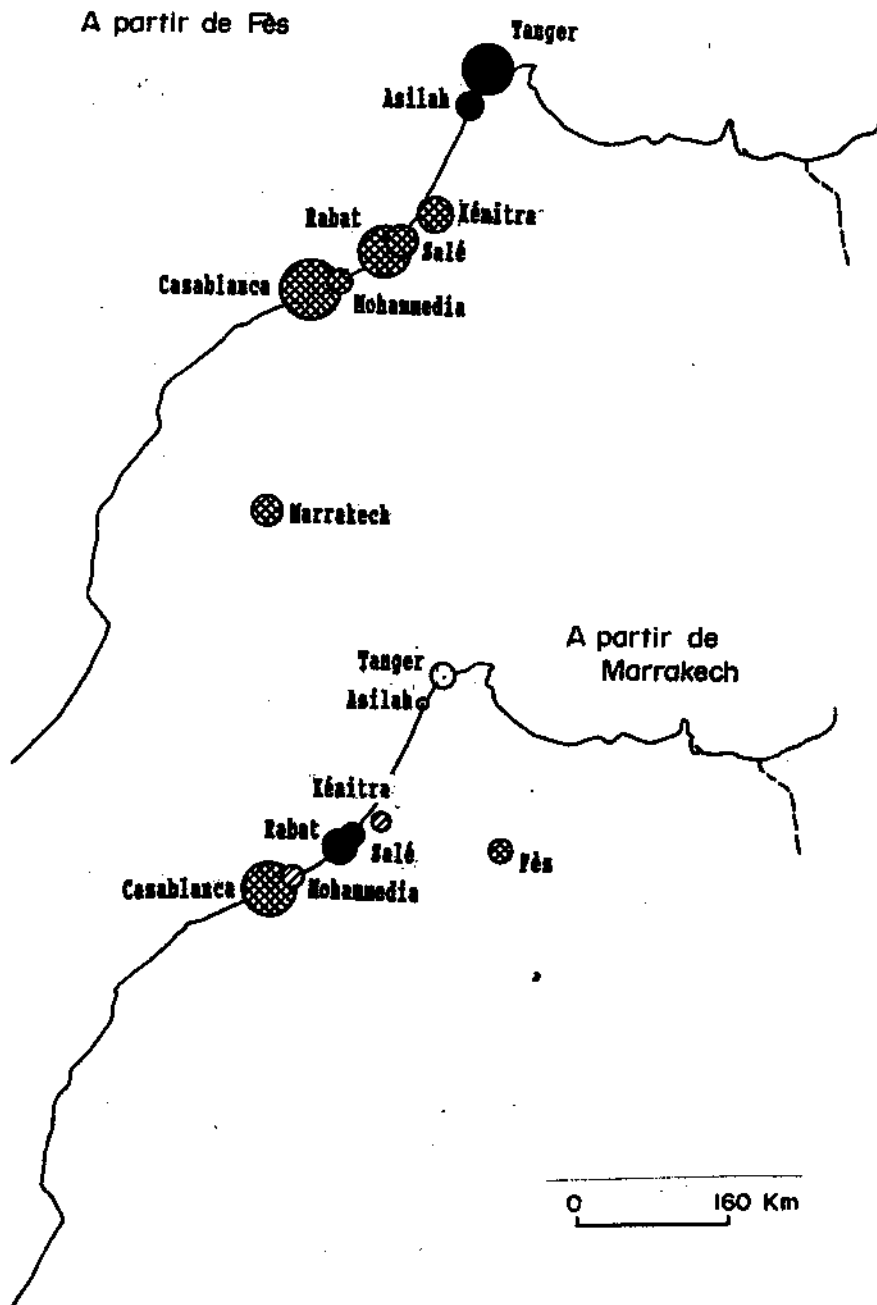 A partir de Fès
Tanger
Asilah
Rabat
Kénitra
Salé
Casablanca
Mohammedia
Marrakech
A partir de
Marrakech
Tanger
Asilah
Kénitra
Rabat
Salé
Fès
Casablanca
Mohammedia
0 160 Km